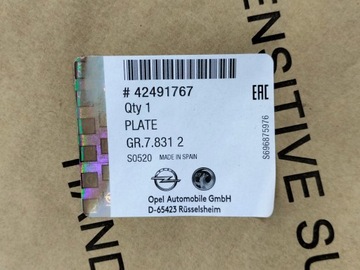 # 42491767
Qty 1
PLATE
GR.7.831 2
S0520 MADE IN SPAIN
Opel Automobile GmbH
D-65423 Rüsselsheim
EAC
S696875976
ENSITIVE SU
HAND